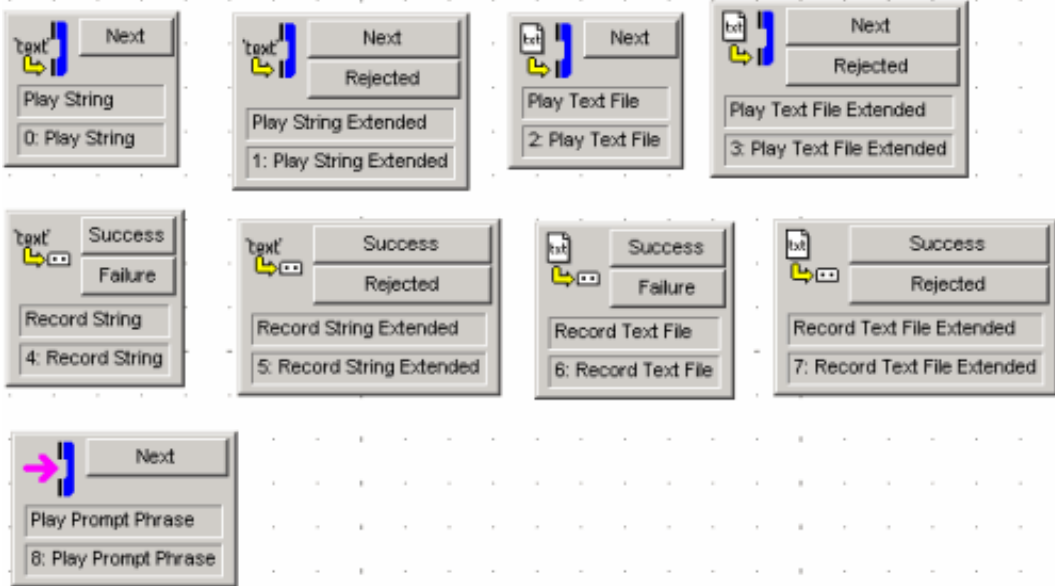 'text'
Next
Play String
0: Play String
'text'
Next
Rejected
Play String Extended
1: Play String Extended
txt
Next
Play Text File
2: Play Text File
txt
Next
Rejected
Play Text File Extended
3: Play Text File Extended
'text'
Success
Failure
Record String
4: Record String
'text'
Success
Rejected
Record String Extended
5: Record String Extended
txt
Success
Failure
Record Text File
6: Record Text File
txt
Success
Rejected
Record Text File Extended
7: Record Text File Extended
Next
Play Prompt Phrase
8: Play Prompt Phrase